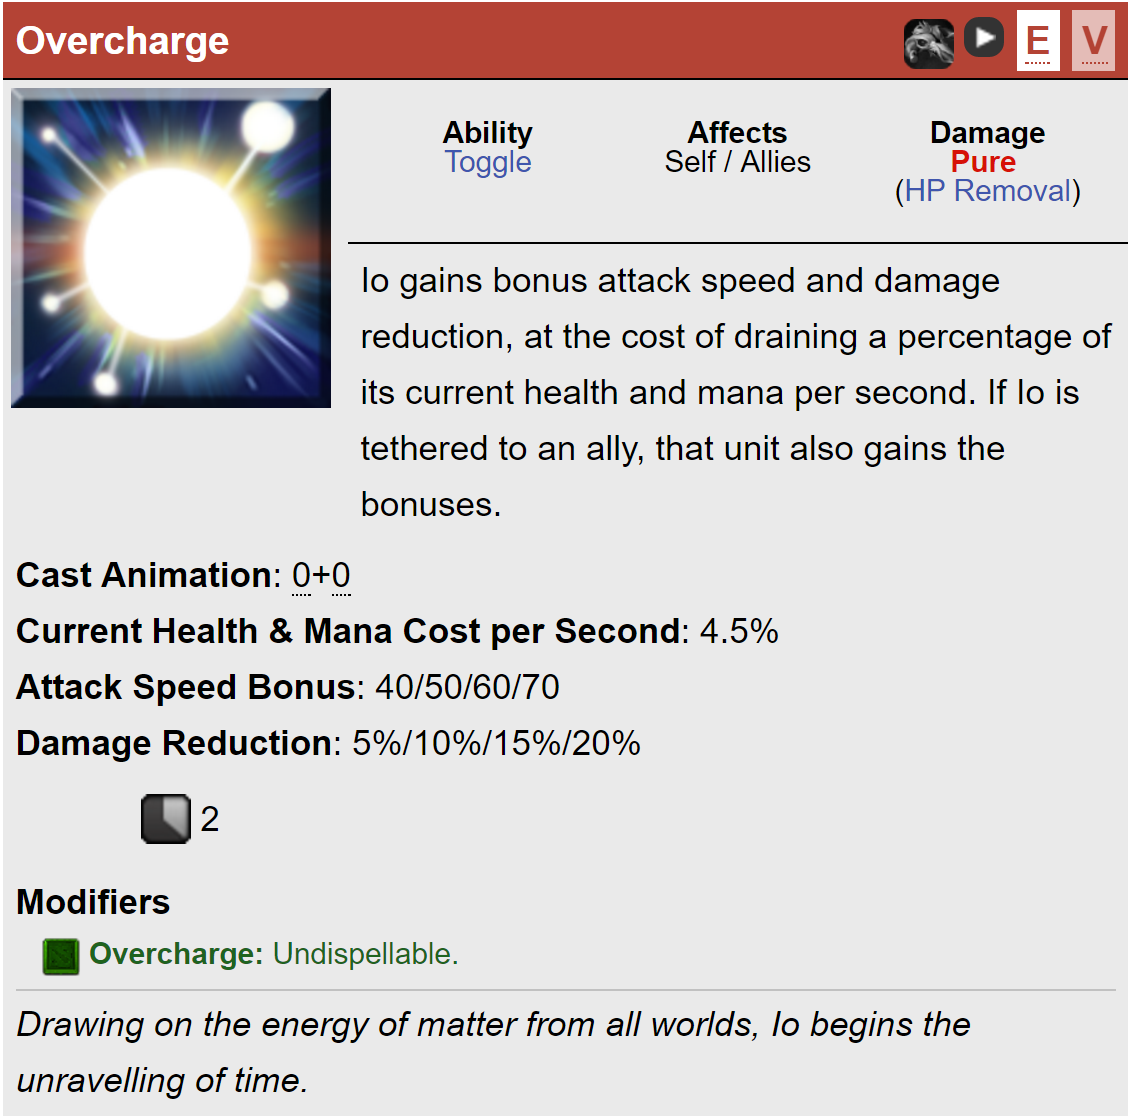 Overcharge
E
V
Ability
Toggle
Affects
Self / Allies
Damage
Pure
(HP Removal)
Io gains bonus attack speed and damage
reduction, at the cost of draining a percentage of
its current health and mana per second. If Io is
tethered to an ally, that unit also gains the
bonuses.
Cast Animation: 0+0
Current Health & Mana Cost per Second: 4.5%
Attack Speed Bonus: 40/50/60/70
Damage Reduction: 5%/10%/15%/20%
2
Modifiers
Overcharge: Undispellable.
Drawing on the energy of matter from all worlds, Io begins the
unravelling of time.